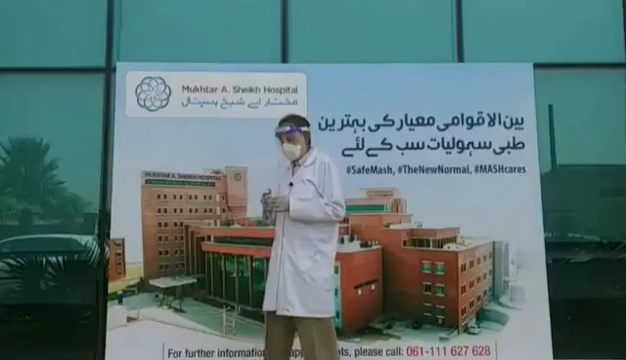 Mukhtar A. Sheikh Hospital
مختار اے شیخ ہسپتال
بین الاقوامی معیار کی بہترین
طبی سہولیات سب کے لئے
#SafeMash, #TheNewNormal, #MASHcares
MUKHTAR A. SHEIKH HOSPITAL
For further information, please call: 061-111 627 628